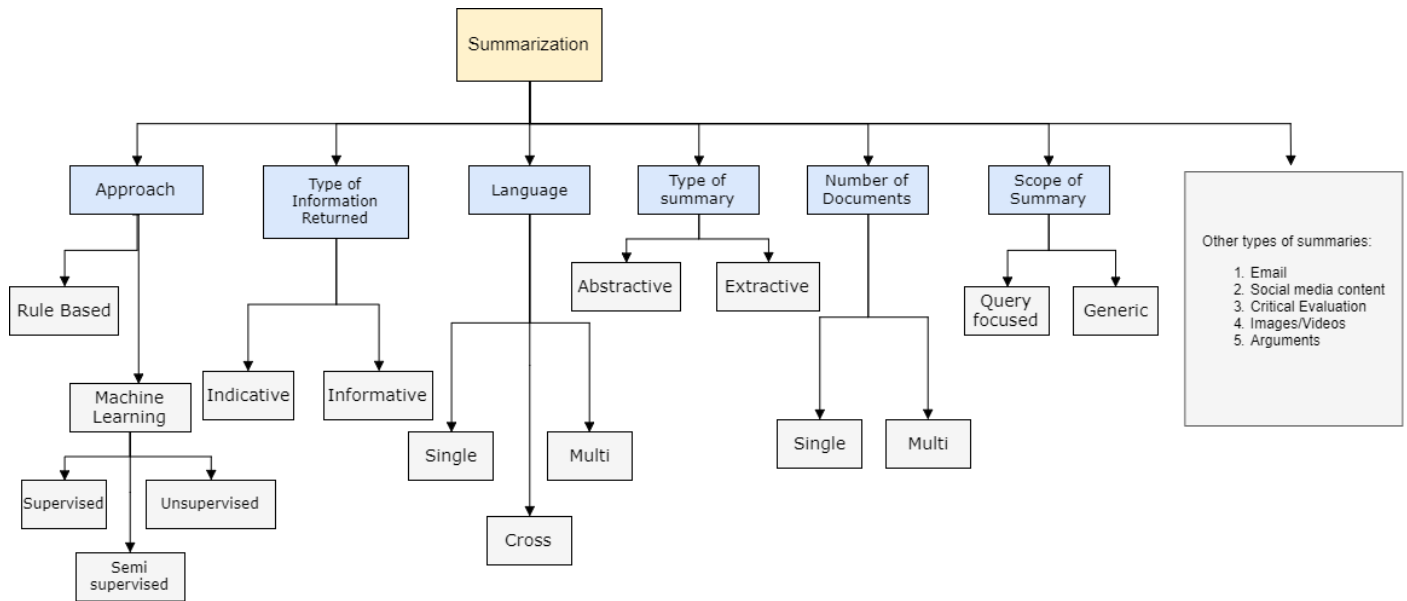 Summarization
Approach
Type of
Information
Returned
Language
Type of
summary
Number of
Documents
Scope of
Summary
Other types of summaries:
1. Email
2. Social media content
3. Critical Evaluation
4. Images/Videos
5. Arguments
Rule Based
Abstractive
Extractive
Query
focused
Generic
Machine
Learning
Indicative
Informative
Single
Multi
Single
Multi
Supervised
Unsupervised
Cross
Semi
supervised